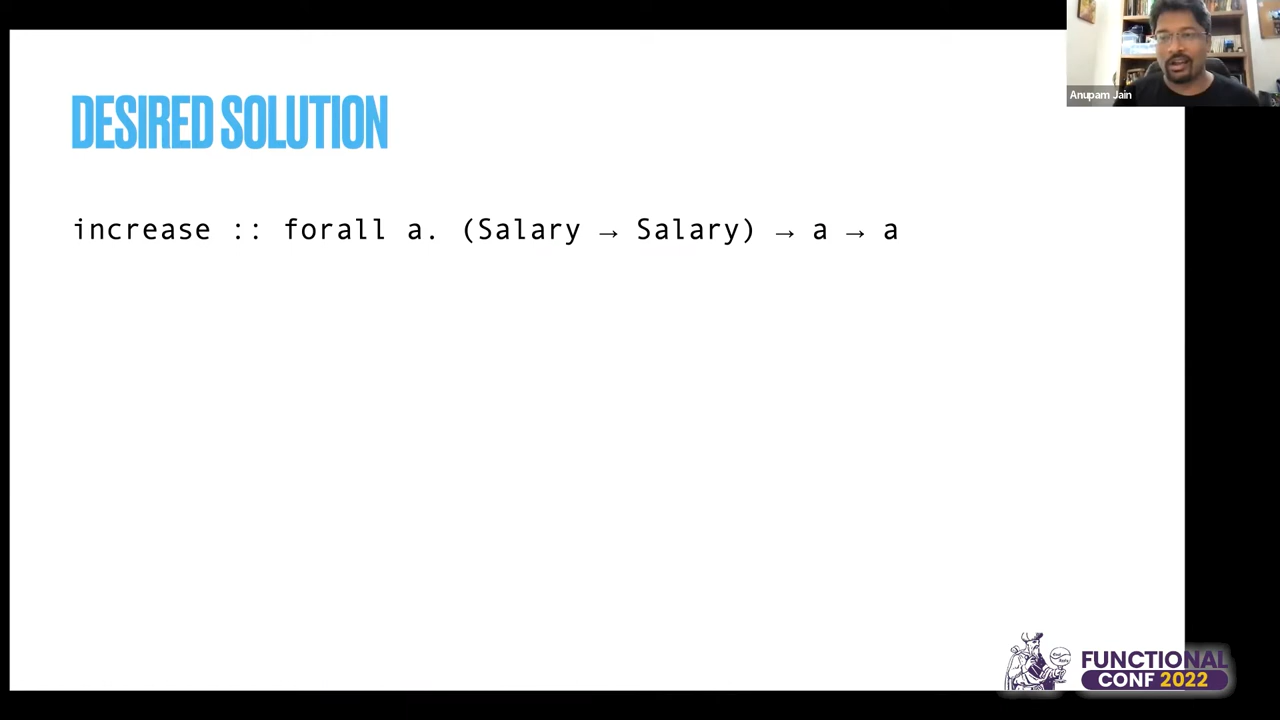 Anupam Jain
DESIRED SOLUTION
increase :: forall a. (Salary → Salary) → a → a
FUNCTIONAL
CONF 2022